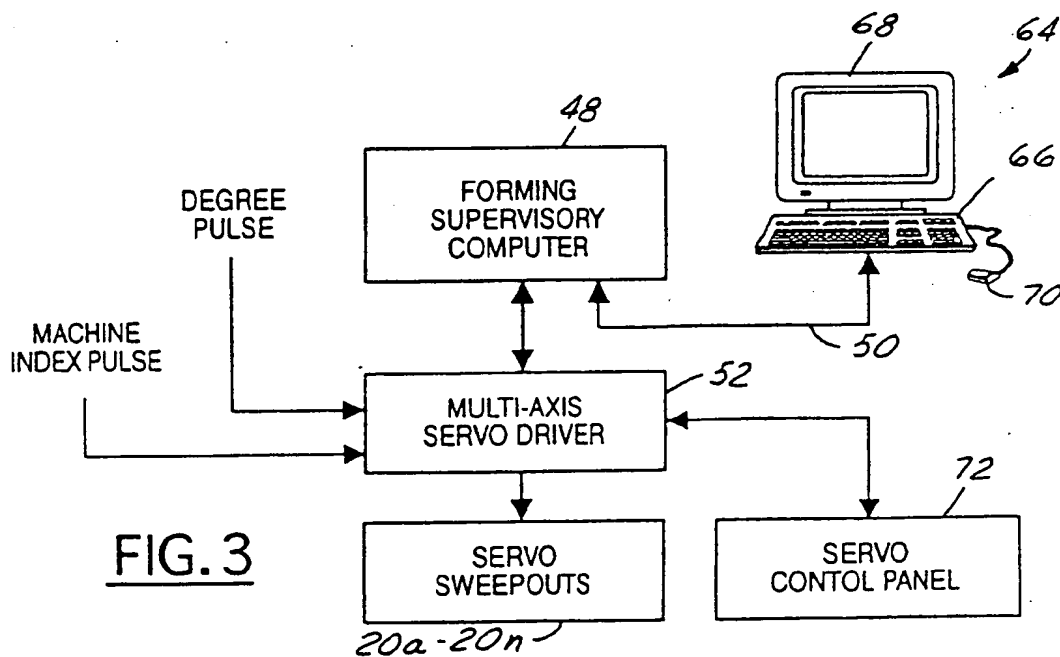 68
64
48
66
FORMING
SUPERVISORY
COMPUTER
DEGREE
PULSE
70
MACHINE
INDEX PULSE
50
52
MULTI-AXIS
SERVO DRIVER
72
FIG. 3
SERVO
SWEEPOUTS
SERVO
CONTOL PANEL
20a-20n